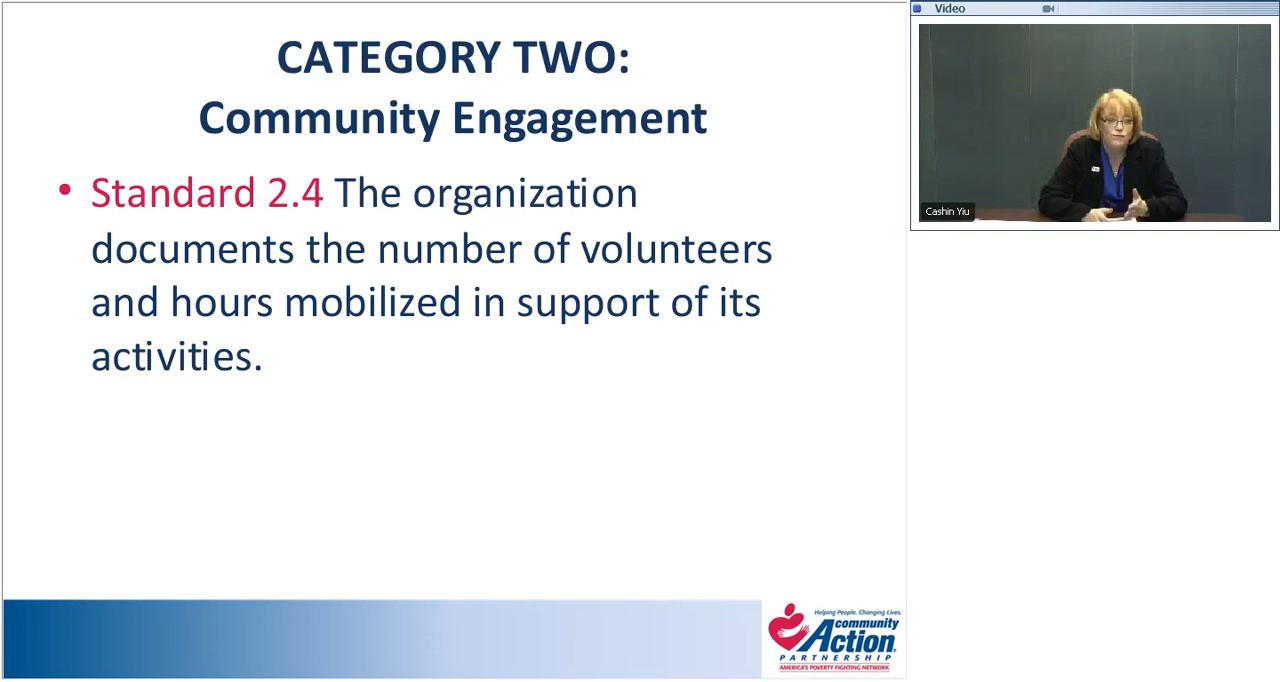 CATEGORY TWO:
Community Engagement
• Standard 2.4 The organization
documents the number of volunteers
and hours mobilized in support of its
activities.
Helping People. Changing Lives.
community
Action
PARTNERSHIP
AMERICA'S POVERTY FIGHTING NETWORK
Video
Cashin Yiu